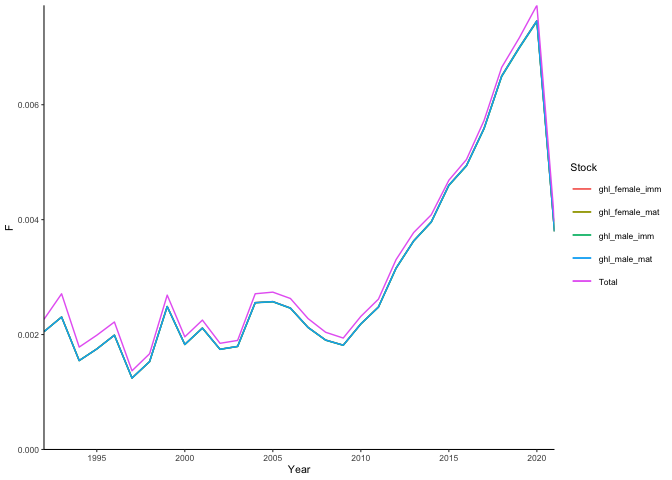 0.006
0.004
0.002
0.000
F
1995
2000
2005
2010
2015
2020
Year
Stock
ghl_female_imm
ghl_female_mat
ghl_male_imm
ghl_male_mat
Total